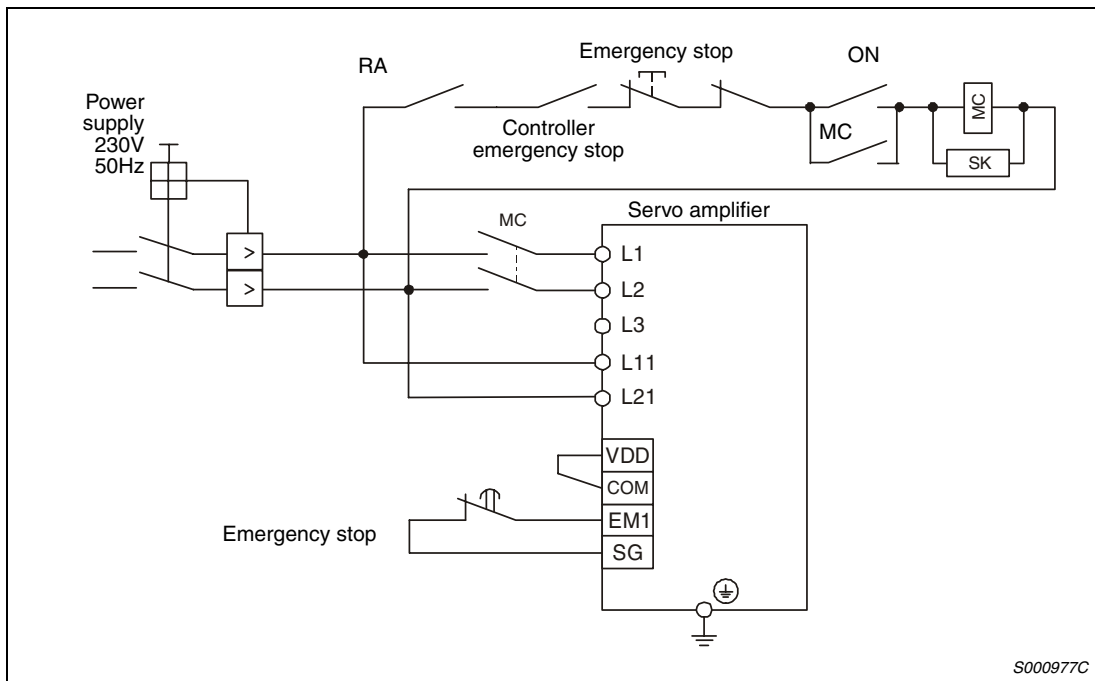 Emergency stop
ON
RA
Power
supply
230V
50Hz
Controller
emergency stop
MC
MC
SK
Servo amplifier
MC
>
>
L1
L2
L3
L11
L21
VDD
COM
EM1
SG
Emergency stop
S000977C